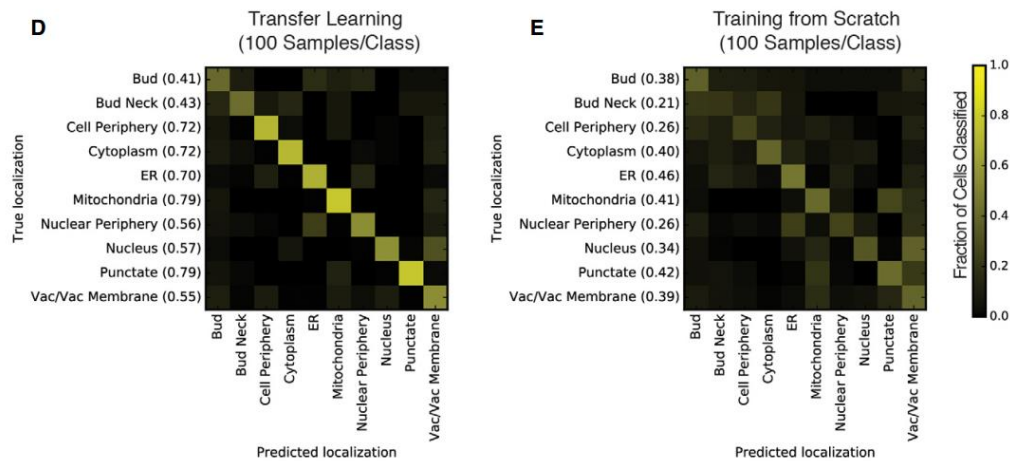 D
Transfer Learning
(100 Samples/Class)
True localization
Bud (0.41)
Bud Neck (0.43)
Cell Periphery (0.72)
Cytoplasm (0.72)
ER (0.70)
Mitochondria (0.79)
Nuclear Periphery (0.56)
Nucleus (0.57)
Punctate (0.79)
Vac/Vac Membrane (0.55)
Bud
Bud Neck
Cell Periphery
Cytoplasm
ER
Mitochondria
Nuclear Periphery
Nucleus
Punctate
Vac/Vac Membrane
Predicted localization
E
Training from Scratch
(100 Samples/Class)
True localization
Bud (0.38)
Bud Neck (0.21)
Cell Periphery (0.26)
Cytoplasm (0.40)
ER (0.46)
Mitochondria (0.41)
Nuclear Periphery (0.26)
Nucleus (0.34)
Punctate (0.42)
Vac/Vac Membrane (0.39)
Bud
Bud Neck
Cell Periphery
Cytoplasm
ER
Mitochondria
Nuclear Periphery
Nucleus
Punctate
Vac/Vac Membrane
Predicted localization
Fraction of Cells Classified
1.0
0.8
0.6
0.4
0.2
0.0